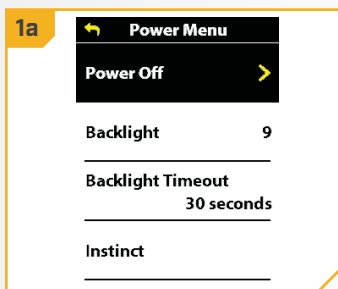 1a
Power Menu
Power Off
Backlight 9
Backlight Timeout
30 seconds
Instinct